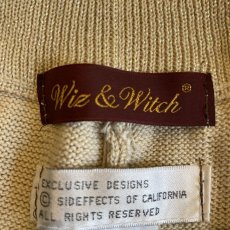 Wiz & Witch ®
EXCLUSIVE DESIGNS
© SIDEFFECTS OF CALIFORNIA
ALL RIGHTS RESERVED